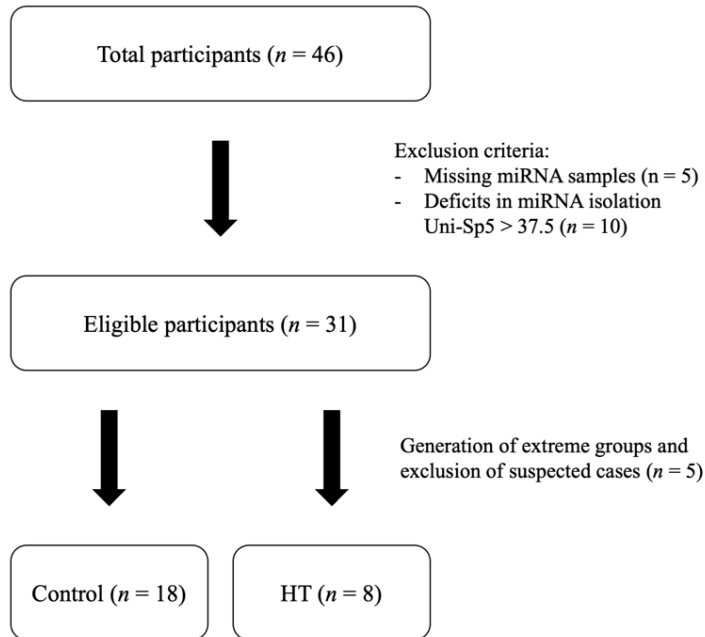 Total participants (n = 46)
Exclusion criteria:
- Missing miRNA samples (n = 5)
- Deficits in miRNA isolation
Uni-Sp5 > 37.5 (n = 10)
Eligible participants (n = 31)
Generation of extreme groups and
exclusion of suspected cases (n = 5)
Control (n = 18)
HT (n = 8)